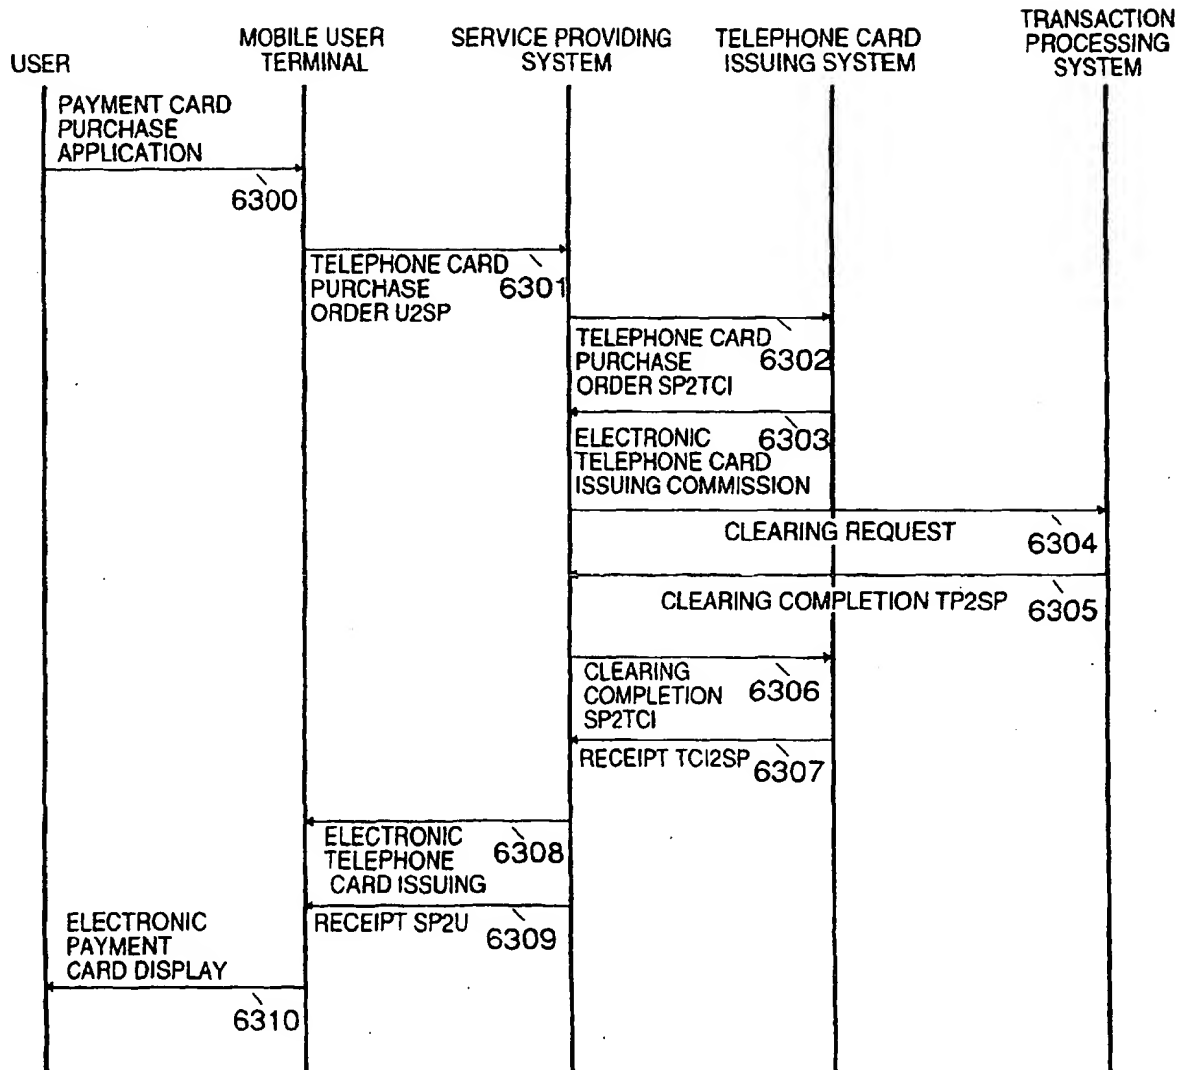 USER
MOBILE USER
TERMINAL
SERVICE PROVIDING
SYSTEM
TELEPHONE CARD
ISSUING SYSTEM
TRANSACTION
PROCESSING
SYSTEM
PAYMENT CARD
PURCHASE
APPLICATION
6300
TELEPHONE CARD
PURCHASE
ORDER U2SP
6301
TELEPHONE CARD
PURCHASE
ORDER SP2TCI
6302
ELECTRONIC
TELEPHONE CARD
ISSUING COMMISSION
6303
CLEARING REQUEST
6304
CLEARING COMPLETION TP2SP
6305
CLEARING
COMPLETION
SP2TCI
6306
RECEIPT TCI2SP
6307
ELECTRONIC
TELEPHONE
CARD ISSUING
6308
RECEIPT SP2U
6309
ELECTRONIC
PAYMENT
CARD DISPLAY
6310